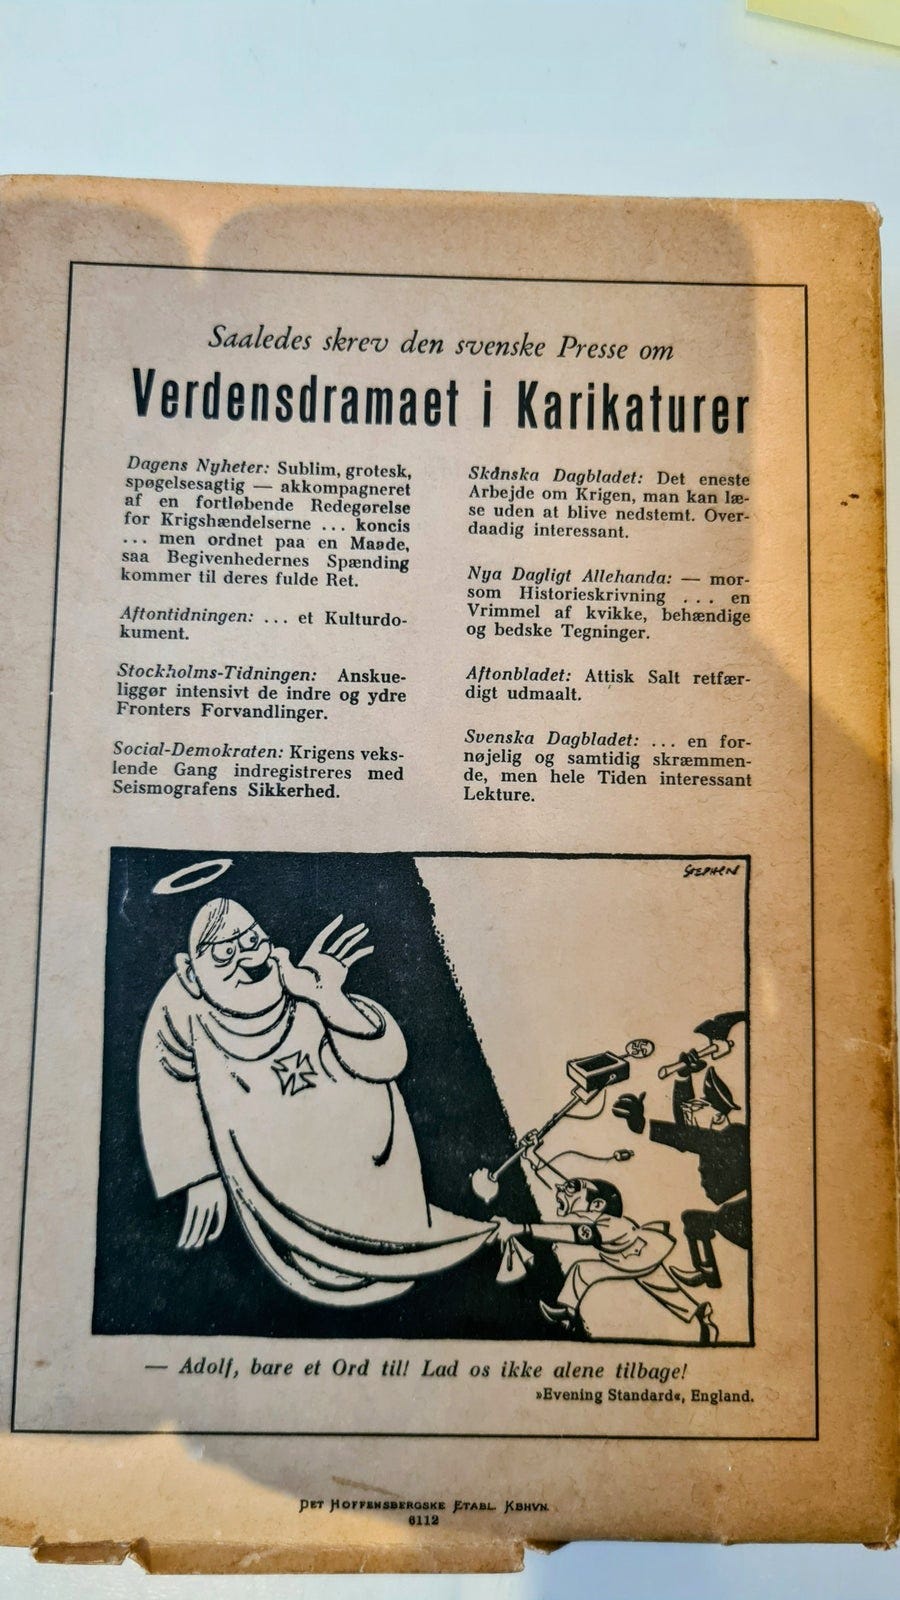 Saaledes skrev den svenske Presse om
Verdensdramaet i Karikaturer
Dagens Nyheter: Sublim, grotesk,
spøgelsesagtig — akkompagneret
af en fortløbende Redegørelse
for Krigshændelserne ... koncis
... men ordnet paa en Maade,
saa Begivenhedernes Spænding
kommer til deres fulde Ret.
Aftontidningen: ... et Kulturdo-
kument.
Stockholms-Tidningen: Anskue-
liggør intensivt de indre og ydre
Fronters Forvandlinger.
Social-Demokraten: Krigens veks-
lende Gang indregistreres med
Seismografens Sikkerhed.
Skånska Dagbladet: Det eneste
Arbejde om Krigen, man kan læ-
se uden at blive nedstemt. Over-
daadig interessant.
Nya Dagligt Allehanda: — mor-
som Historieskrivning ... en
Vrimmel af kvikke, behændige
og bedske Tegninger.
Aftonbladet: Attisk Salt retfær-
digt udmaalt.
Svenska Dagbladet: ... en for-
nøjelig og samtidig skræmmen-
de, men hele Tiden interessant
Lekture.
STEPHEN
— Adolf, bare et Ord til! Lad os ikke alene tilbage!
»Evening Standard«, England.
DET HOFFENSBERGSKE ETABL. KBHVN.
6112